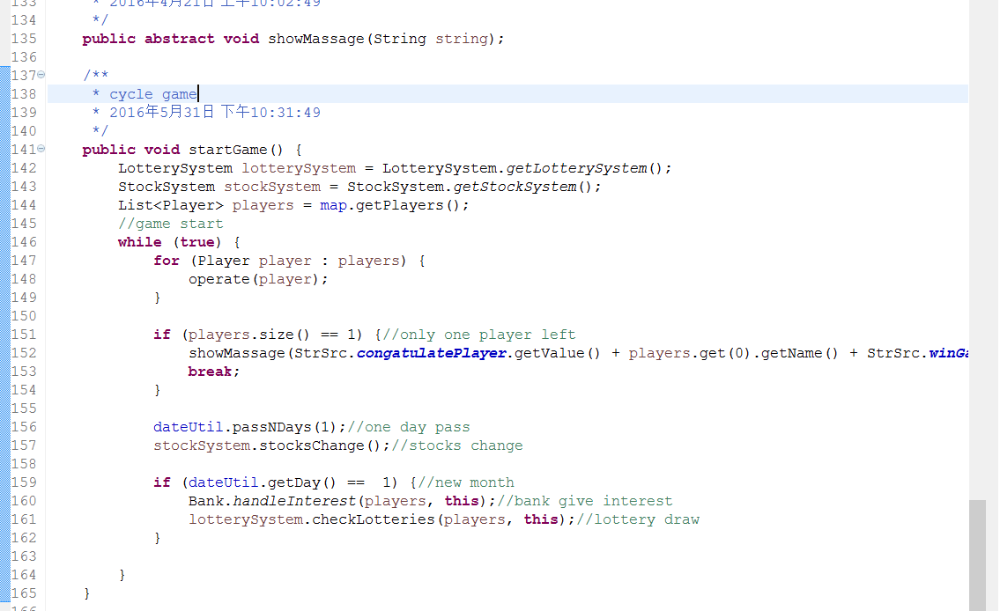 133 * 2016年4月21日 上午10:02:49
134 */
135 public abstract void showMassage(String string);
136
137 /**
138 * cycle game
139 * 2016年5月31日 下午10:31:49
140 */
141 public void startGame() {
142 LotterySystem lotterySystem = LotterySystem.getLotterySystem();
143 StockSystem stockSystem = StockSystem.getStockSystem();
144 List<Player> players = map.getPlayers();
145 //game start
146 while (true) {
147 for (Player player : players) {
148 operate(player);
149 }
150
151 if (players.size() == 1) {//only one player left
152 showMassage(StrSrc.congatulatePlayer.getValue() + players.get(0).getName() + StrSrc.winGa
153 break;
154 }
155
156 dateUtil.passNDays(1);//one day pass
157 stockSystem.stocksChange();//stocks change
158
159 if (dateUtil.getDay() == 1) {//new month
160 Bank.handleInterest(players, this);//bank give interest
161 lotterySystem.checkLotteries(players, this);//lottery draw
162 }
163
164 }
165 }
166